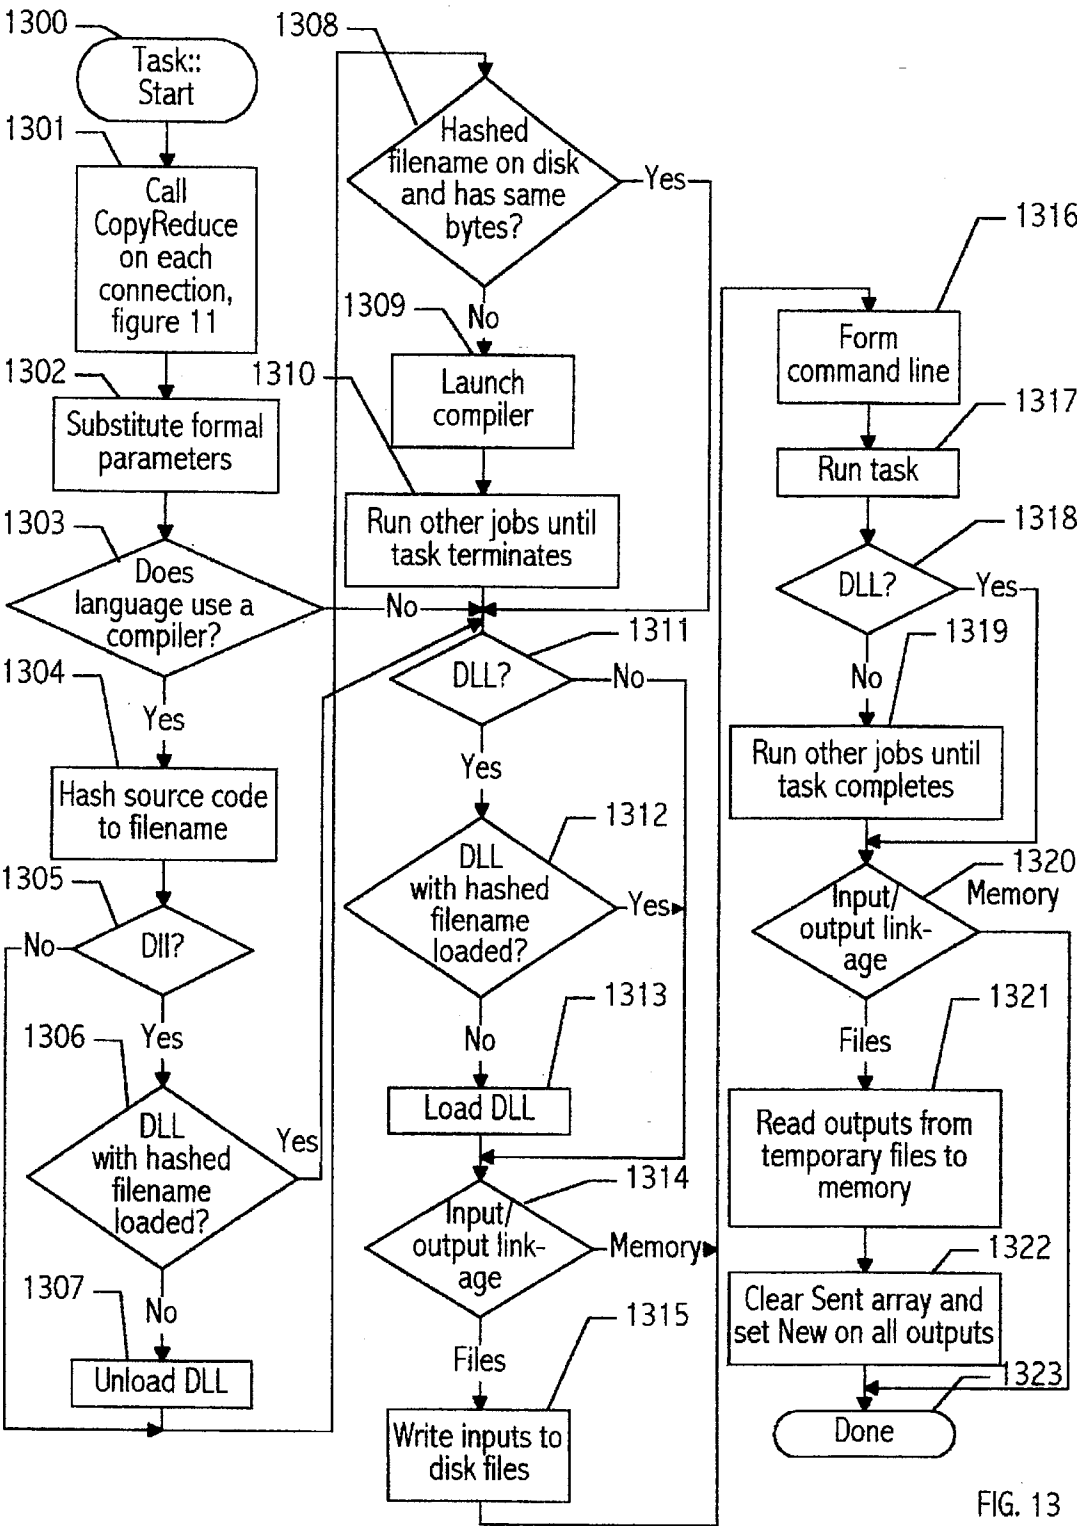 1300
Task::
Start
1301
Call
CopyReduce
on each
connection,
figure 11
1302
Substitute formal
parameters
1303
Does
language use a
compiler?
No
Yes
1304
Hash source code
to filename
1305
Dll?
No
Yes
1306
DLL
with hashed
filename
loaded?
Yes
No
1307
Unload DLL
1308
Hashed
filename on disk
and has same
bytes?
Yes
No
1309
Launch
compiler
1310
Run other jobs until
task terminates
1311
DLL?
No
Yes
1312
DLL
with hashed
filename
loaded?
Yes
No
1313
Load DLL
1314
Input/
output link-
age
Memory
Files
1315
Write inputs to
disk files
1316
Form
command line
1317
Run task
1318
DLL?
Yes
No
1319
Run other jobs until
task completes
1320
Input/
output link-
age
Memory
Files
1321
Read outputs from
temporary files to
memory
1322
Clear Sent array and
set New on all outputs
1323
Done
FIG. 13